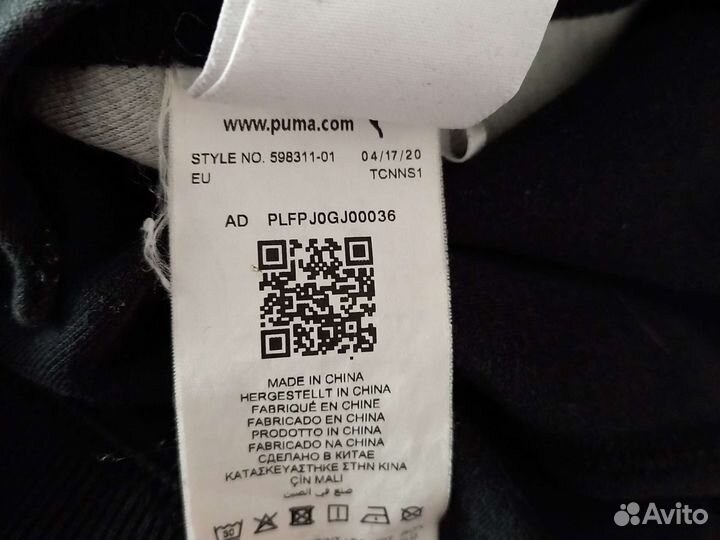 www.puma.com
STYLE NO. 598311-01 04/17/20
EU TCNNS1
AD PLFPJ0GJ00036
MADE IN CHINA
HERGESTELLT IN CHINA
FABRIQUÉ EN CHINE
FABRICADO EN CHINA
PRODOTTO IN CHINA
FABRICADO NA CHINA
СДЕЛАНО В КИТАЕ
ΚΑΤΑΣΚΕΥΑΣΤΗΚΕ ΣΤΗΝ ΚΙΝΑ
ÇİN MALI
صنع في الصين
30
Avito